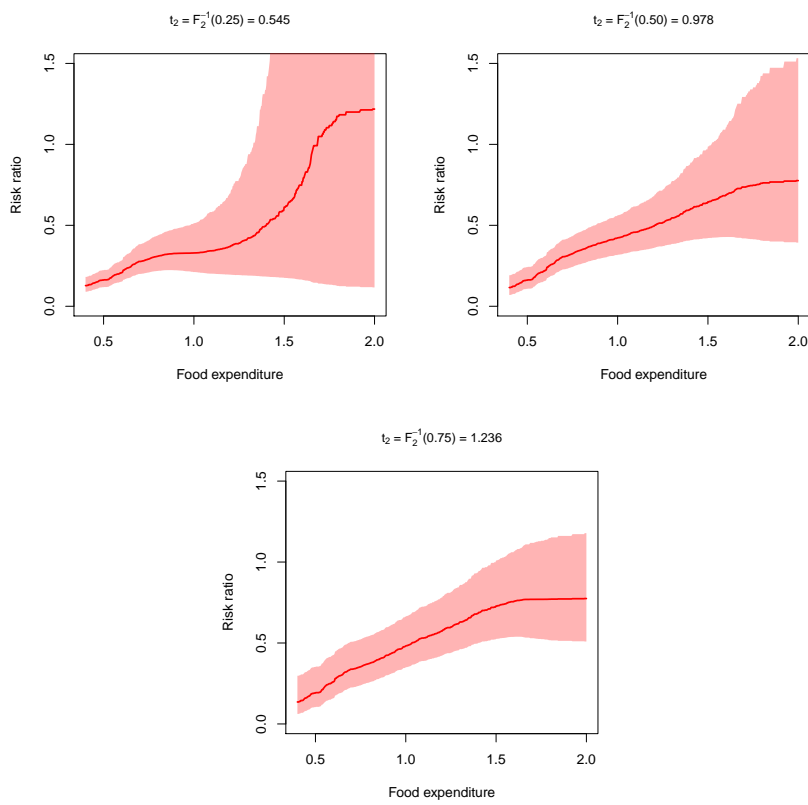 t₂ = F₂⁻¹(0.25) = 0.545
1.5
1.0
0.5
0.0
Risk ratio
0.5 1.0 1.5 2.0
Food expenditure
t₂ = F₂⁻¹(0.50) = 0.978
1.5
1.0
0.5
0.0
Risk ratio
0.5 1.0 1.5 2.0
Food expenditure
t₂ = F₂⁻¹(0.75) = 1.236
1.5
1.0
0.5
0.0
Risk ratio
0.5 1.0 1.5 2.0
Food expenditure